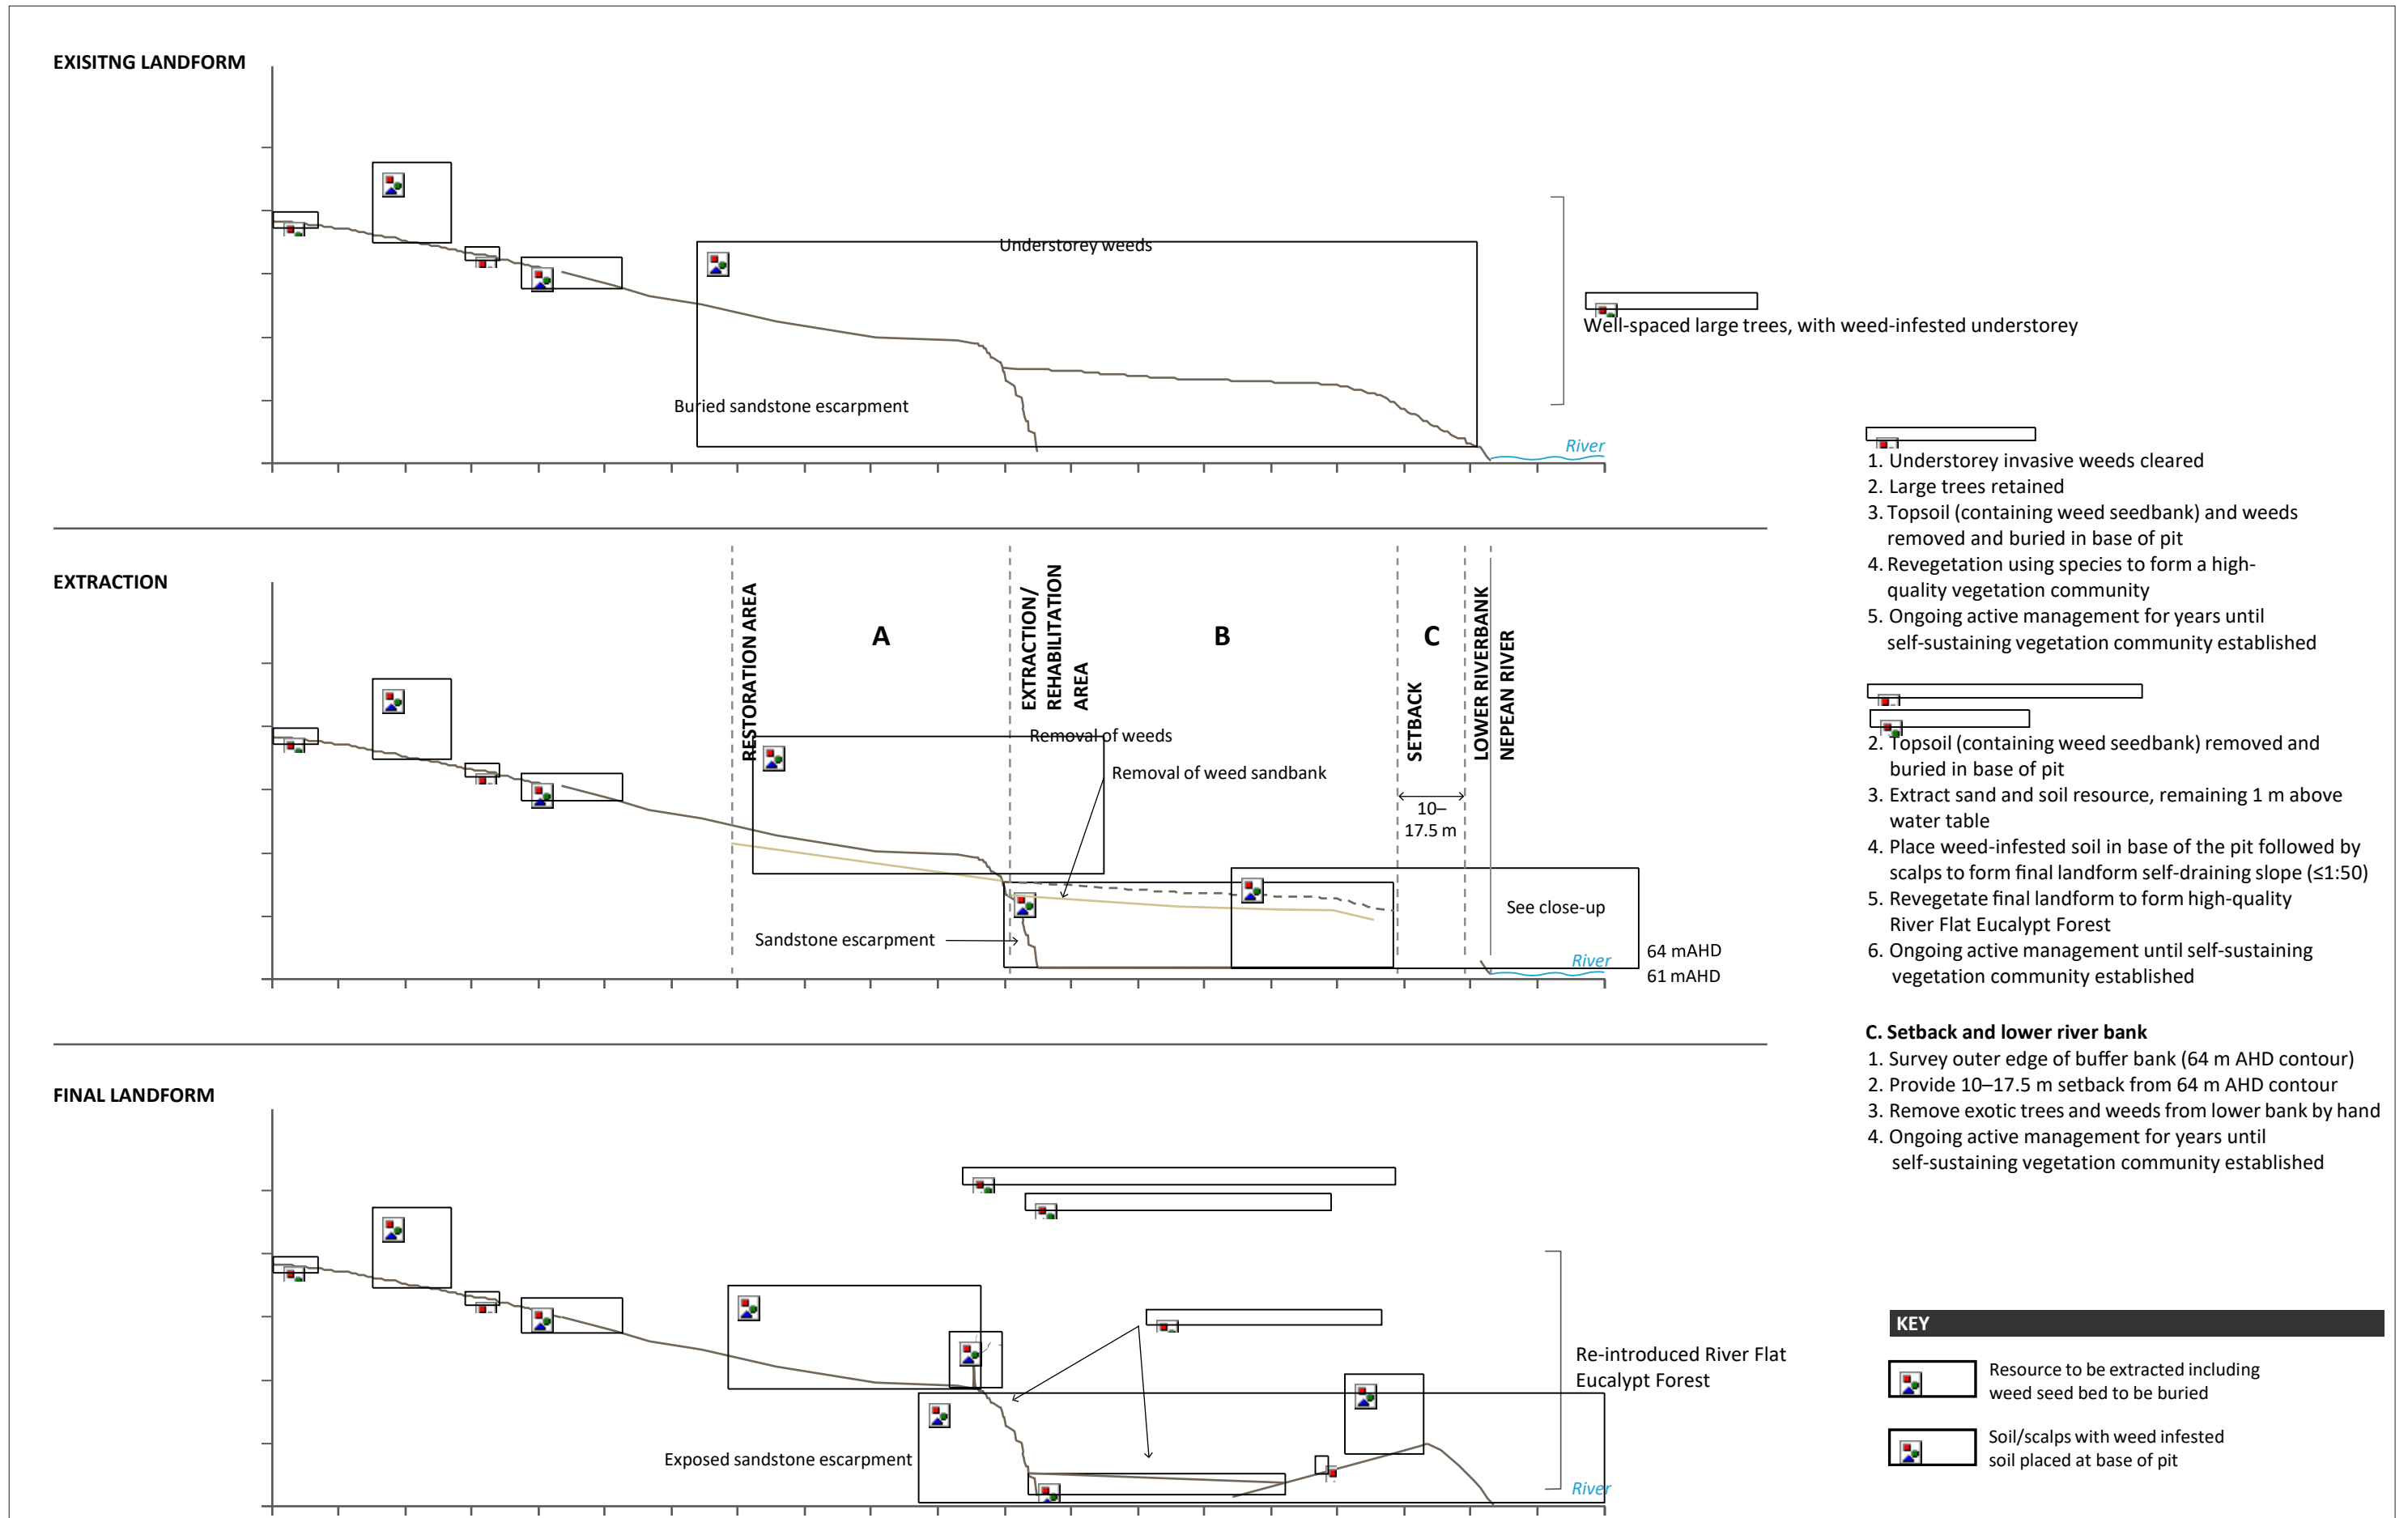 EXISITNG LANDFORM
Understorey weeds
Well-spaced large trees, with weed-infested understorey
Buried sandstone escarpment
River
1. Understorey invasive weeds cleared
2. Large trees retained
3. Topsoil (containing weed seedbank) and weeds
removed and buried in base of pit
4. Revegetation using species to form a high-
quality vegetation community
5. Ongoing active management for years until
self-sustaining vegetation community established
EXTRACTION
RESTORATION AREA
A
EXTRACTION/
REHABILITATION
AREA
B
SETBACK
C
LOWER RIVERBANK
NEPEAN RIVER
Removal of weeds
Removal of weed sandbank
10–
17.5 m
See close-up
Sandstone escarpment
River
64 mAHD
61 mAHD
2. Topsoil (containing weed seedbank) removed and
buried in base of pit
3. Extract sand and soil resource, remaining 1 m above
water table
4. Place weed-infested soil in base of the pit followed by
scalps to form final landform self-draining slope (≤1:50)
5. Revegetate final landform to form high-quality
River Flat Eucalypt Forest
6. Ongoing active management until self-sustaining
vegetation community established
C. Setback and lower river bank
1. Survey outer edge of buffer bank (64 m AHD contour)
2. Provide 10–17.5 m setback from 64 m AHD contour
3. Remove exotic trees and weeds from lower bank by hand
4. Ongoing active management for years until
self-sustaining vegetation community established
FINAL LANDFORM
Re-introduced River Flat
Eucalypt Forest
Exposed sandstone escarpment
River
KEY
Resource to be extracted including
weed seed bed to be buried
Soil/scalps with weed infested
soil placed at base of pit